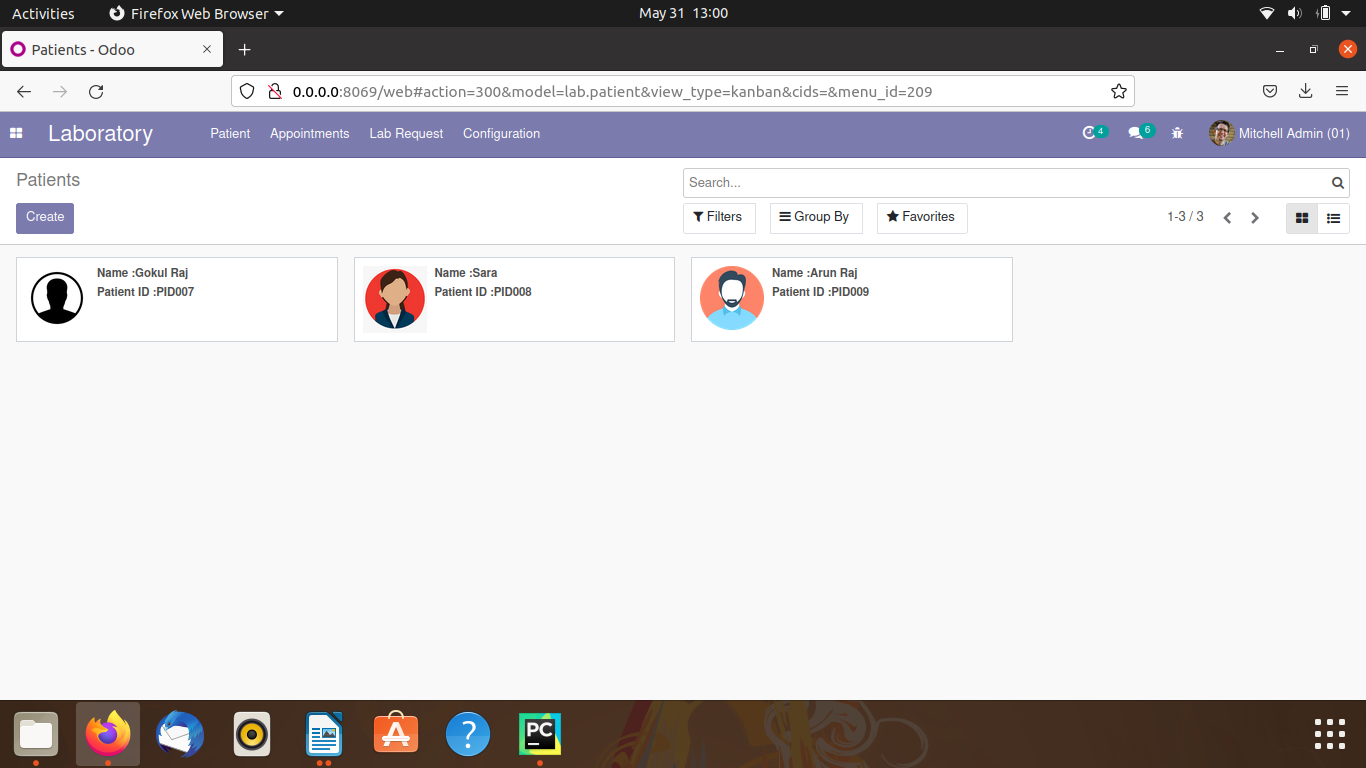 Activities
Firefox Web Browser
May 31 13:00
Patients - Odoo
0.0.0.0:8069/web#action=300&model=lab.patient&view_type=kanban&cids=&menu_id=209
Laboratory
Patient
Appointments
Lab Request
Configuration
4
6
Mitchell Admin (01)
Patients
Search...
Create
Filters
Group By
Favorites
1-3 / 3
Name :Gokul Raj
Patient ID :PID007
Name :Sara
Patient ID :PID008
Name :Arun Raj
Patient ID :PID009
A
?
PC